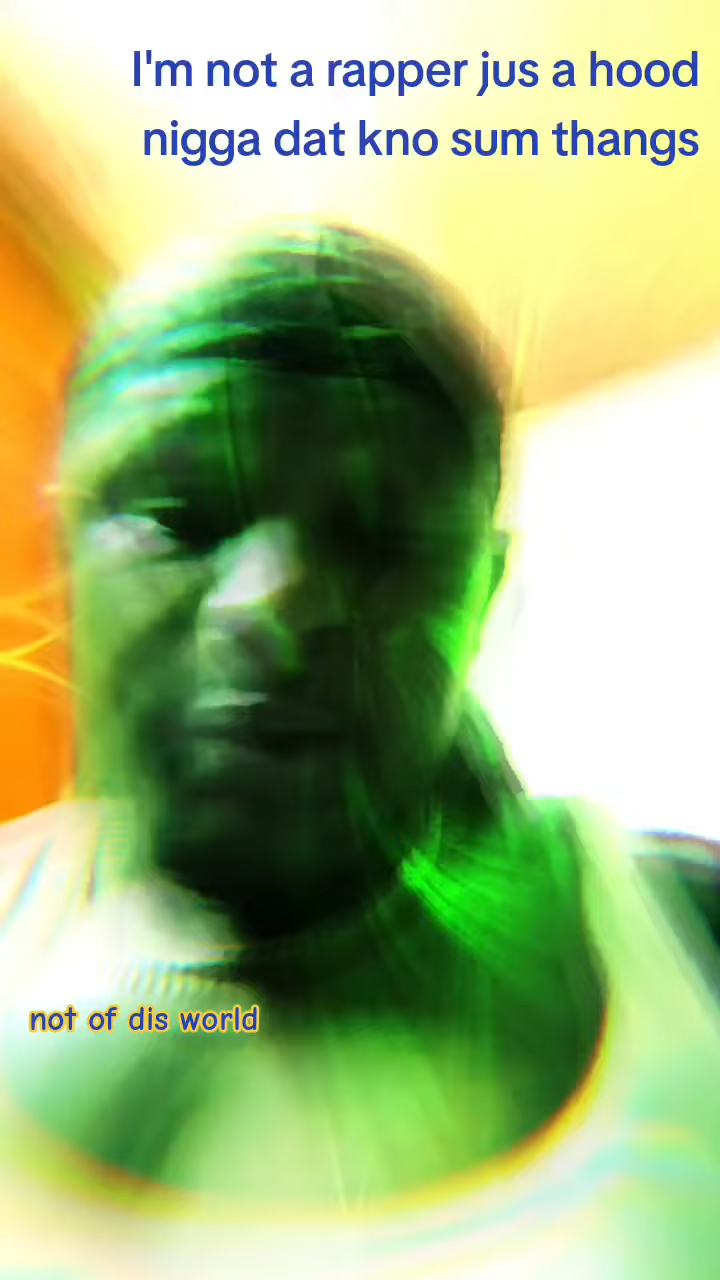 I'm not a rapper jus a hood
nigga dat kno sum thangs
not of dis world